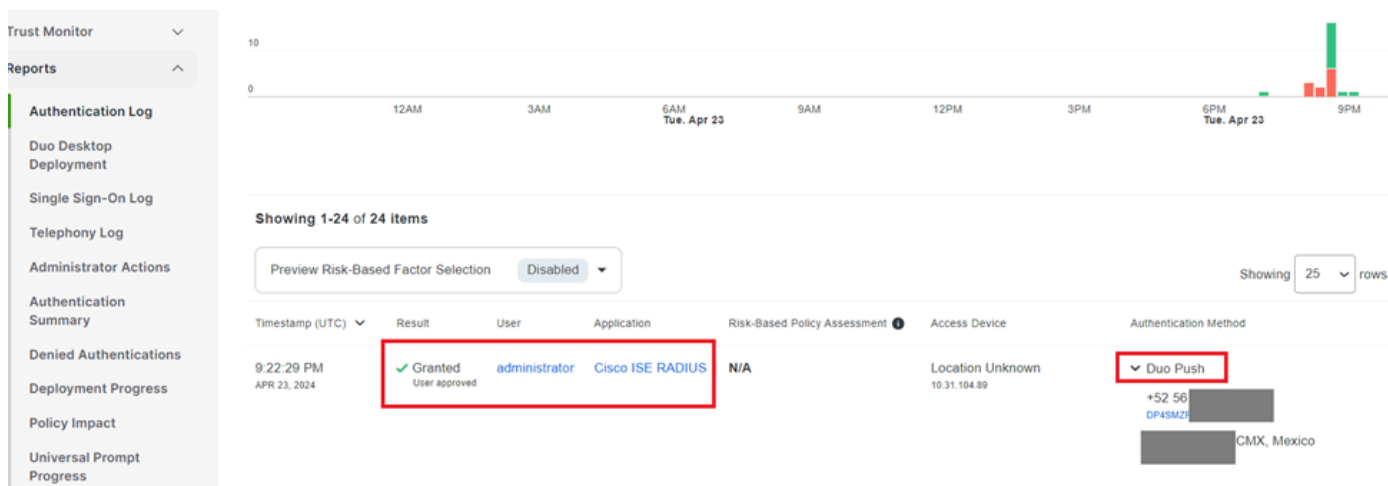 Trust Monitor
Reports
Authentication Log
Duo Desktop
Deployment
Single Sign-On Log
Telephony Log
Administrator Actions
Authentication
Summary
Denied Authentications
Deployment Progress
Policy Impact
Universal Prompt
Progress
10
0
12AM 3AM 6AM 9AM 12PM 3PM 6PM 9PM
Tue. Apr 23 Tue. Apr 23
Showing 1-24 of 24 items
Preview Risk-Based Factor Selection Disabled
Showing 25 rows
Timestamp (UTC) Result User Application Risk-Based Policy Assessment Access Device Authentication Method
9:22:29 PM Granted administrator Cisco ISE RADIUS N/A Location Unknown Duo Push
APR 23, 2024 User approved 10.31.104.89
+52 56
DP4SMZF
CMX, Mexico